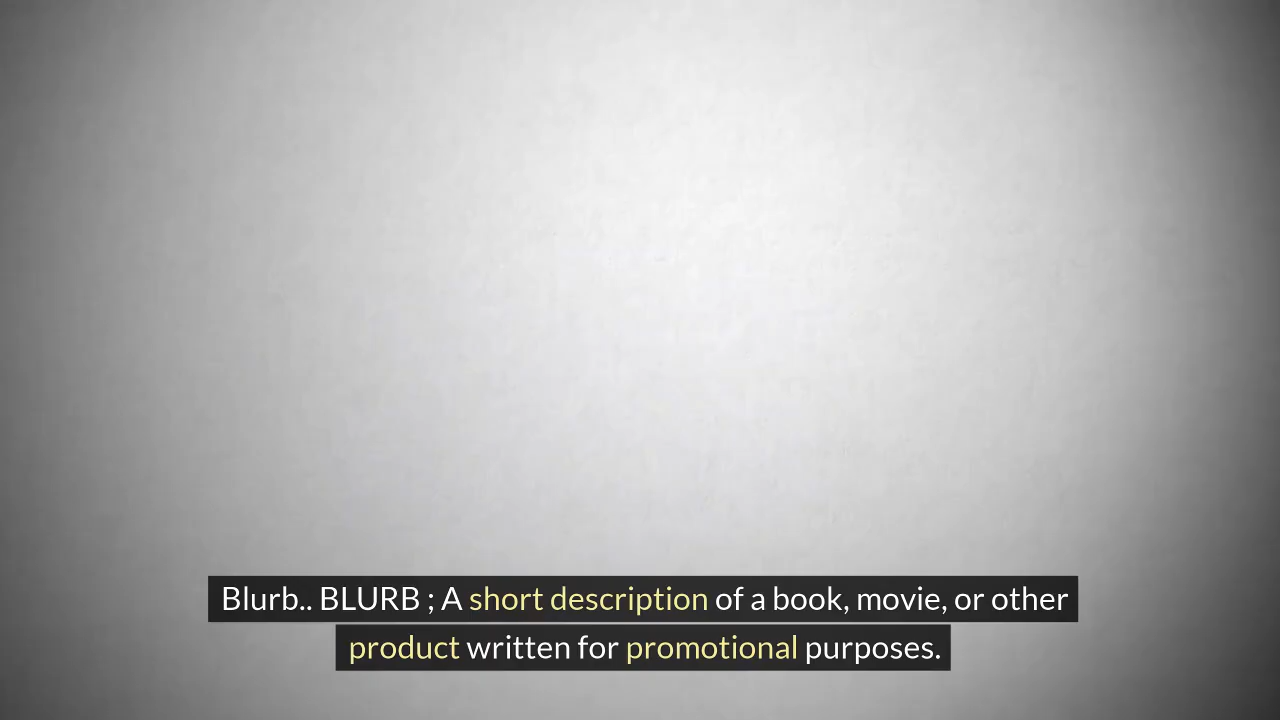 Blurb.. BLURB ; A short description of a book, movie, or other
product written for promotional purposes.